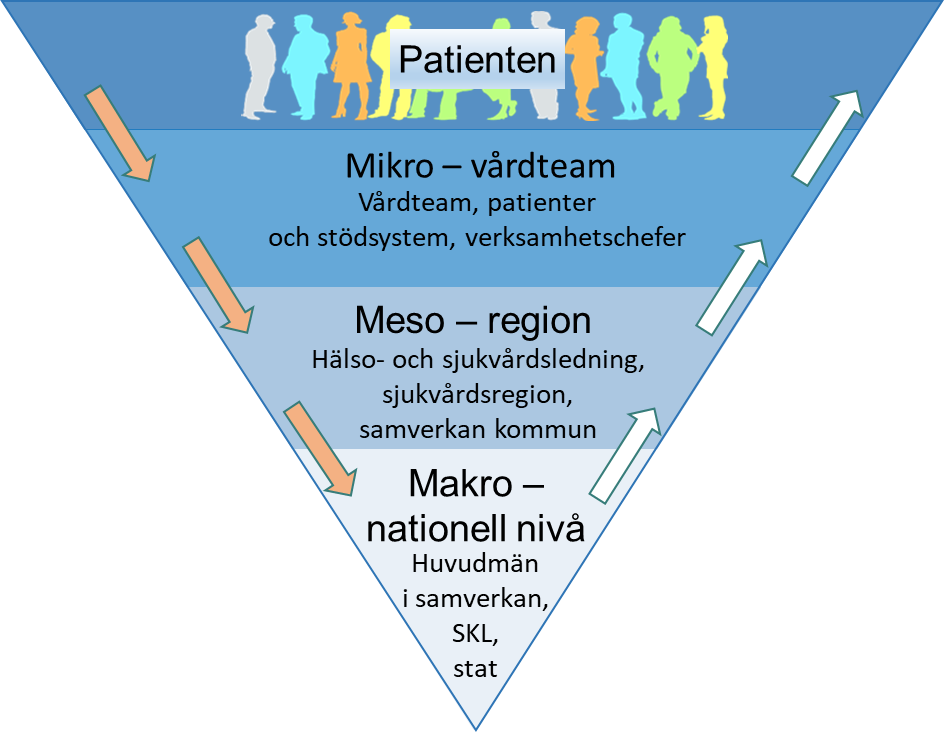 Patienten
Mikro – vårdteam
Vårdteam, patienter
och stödsystem, verksamhetschefer
Meso – region
Hälso- och sjukvårdsledning,
sjukvårdsregion,
samverkan kommun
Makro –
nationell nivå
Huvudmän
i samverkan,
SKL,
stat